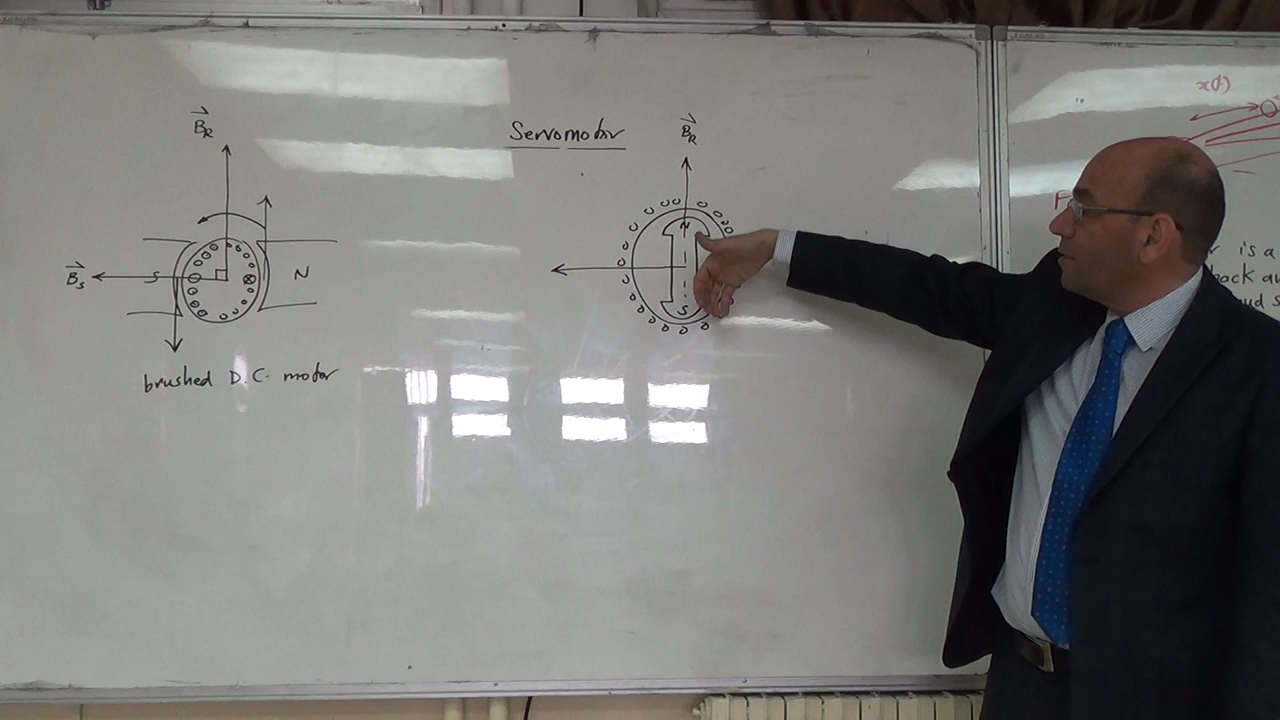 Servomotor
B_R
B_S
S
N
brushed D.C. motor
B_R
N
S
x(t)
F
is a
back